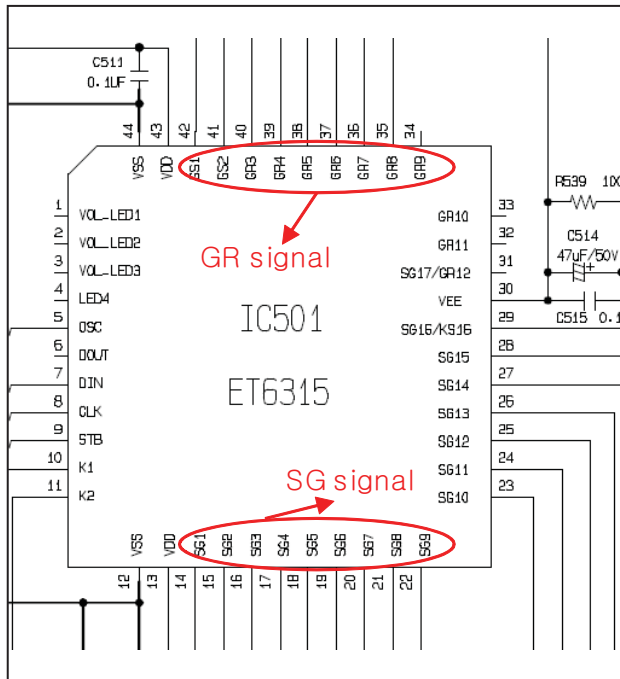 C511
0.1UF
44 43 42 41 40 39 38 37 36 35 34
VSS VDD GS1 GS2 GR3 GR4 GR5 GR6 GR7 GR8 GR9
R539
C514
47uF/50V
+
C515 0.1
1 VOL_LED1
2 VOL_LED2
3 VOL_LED3
4 LED4
5 OSC
6 DOUT
7 DIN
8 CLK
9 STB
10 K1
11 K2
GR signal
IC501
ET6315
SG signal
GR10 33
GR11 32
SG17/GR12 31
VEE 30
SG16/KS16 29
SG15 28
SG14 27
SG13 26
SG12 25
SG11 24
SG10 23
VSS VDD SG1 SG2 SG3 SG4 SG5 SG6 SG7 SG8 SG9
12 13 14 15 16 17 18 19 20 21 22